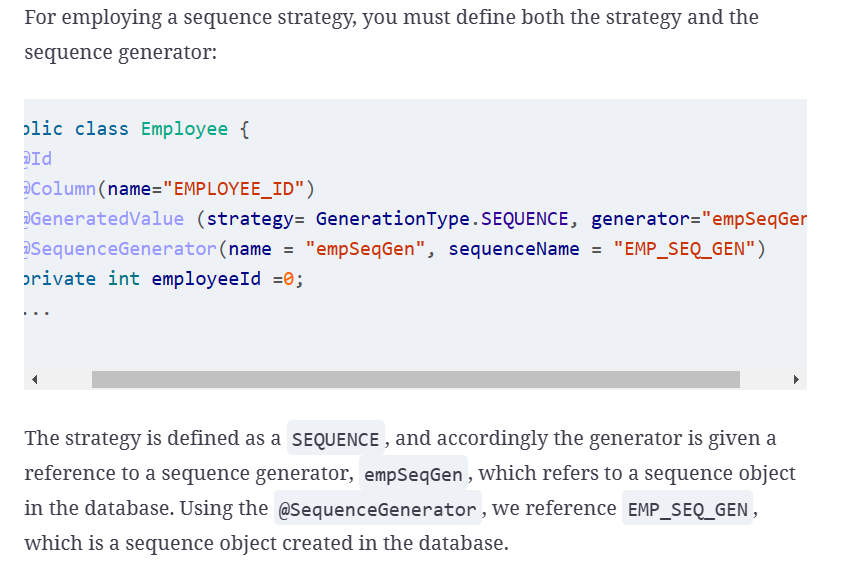 For employing a sequence strategy, you must define both the strategy and the
sequence generator:
blic class Employee {
@Id
@Column(name="EMPLOYEE_ID")
@GeneratedValue (strategy= GenerationType.SEQUENCE, generator="empSeqGen
@SequenceGenerator(name = "empSeqGen", sequenceName = "EMP_SEQ_GEN")
private int employeeId =0;
...
The strategy is defined as a SEQUENCE, and accordingly the generator is given a
reference to a sequence generator, empSeqGen, which refers to a sequence object
in the database. Using the @SequenceGenerator, we reference EMP_SEQ_GEN,
which is a sequence object created in the database.